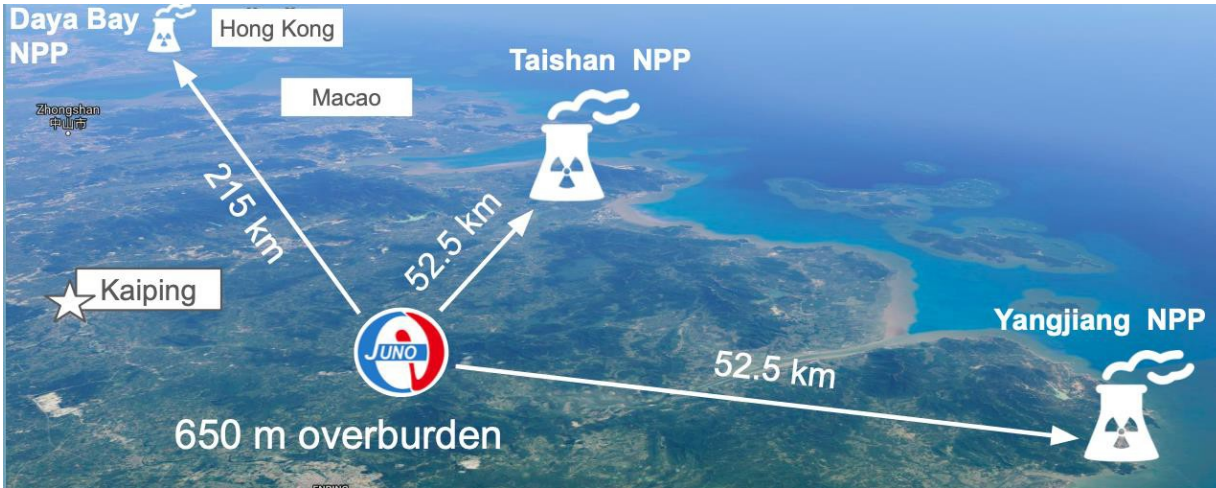 Daya Bay
NPP
Hong Kong
Taishan NPP
Macao
Zhongshan
中山市
215 km
52.5 km
Kaiping
JUNO
Yangjiang NPP
52.5 km
650 m overburden